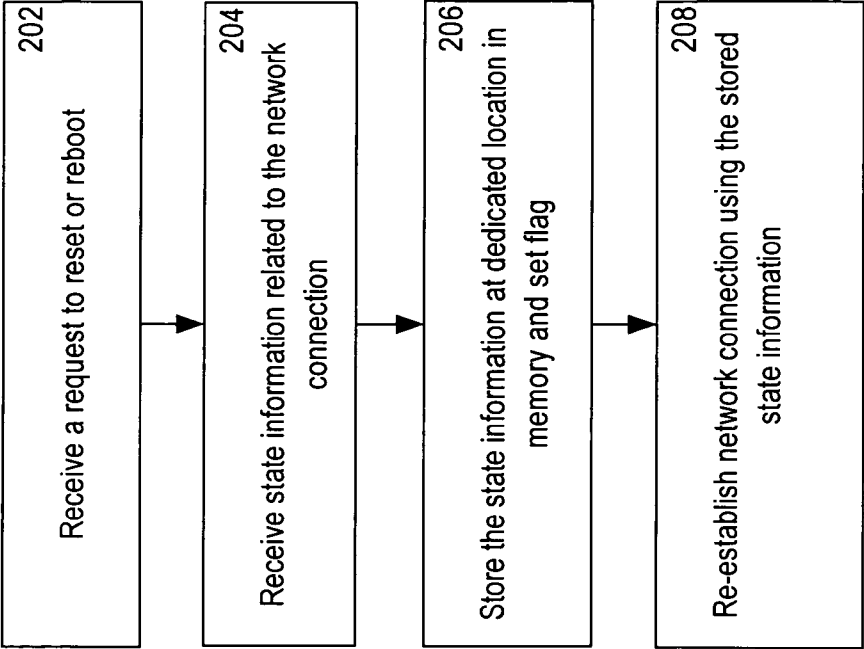 202
Receive a request to reset or reboot
204
Receive state information related to the network
connection
206
Store the state information at dedicated location in
memory and set flag
208
Re-establish network connection using the stored
state information